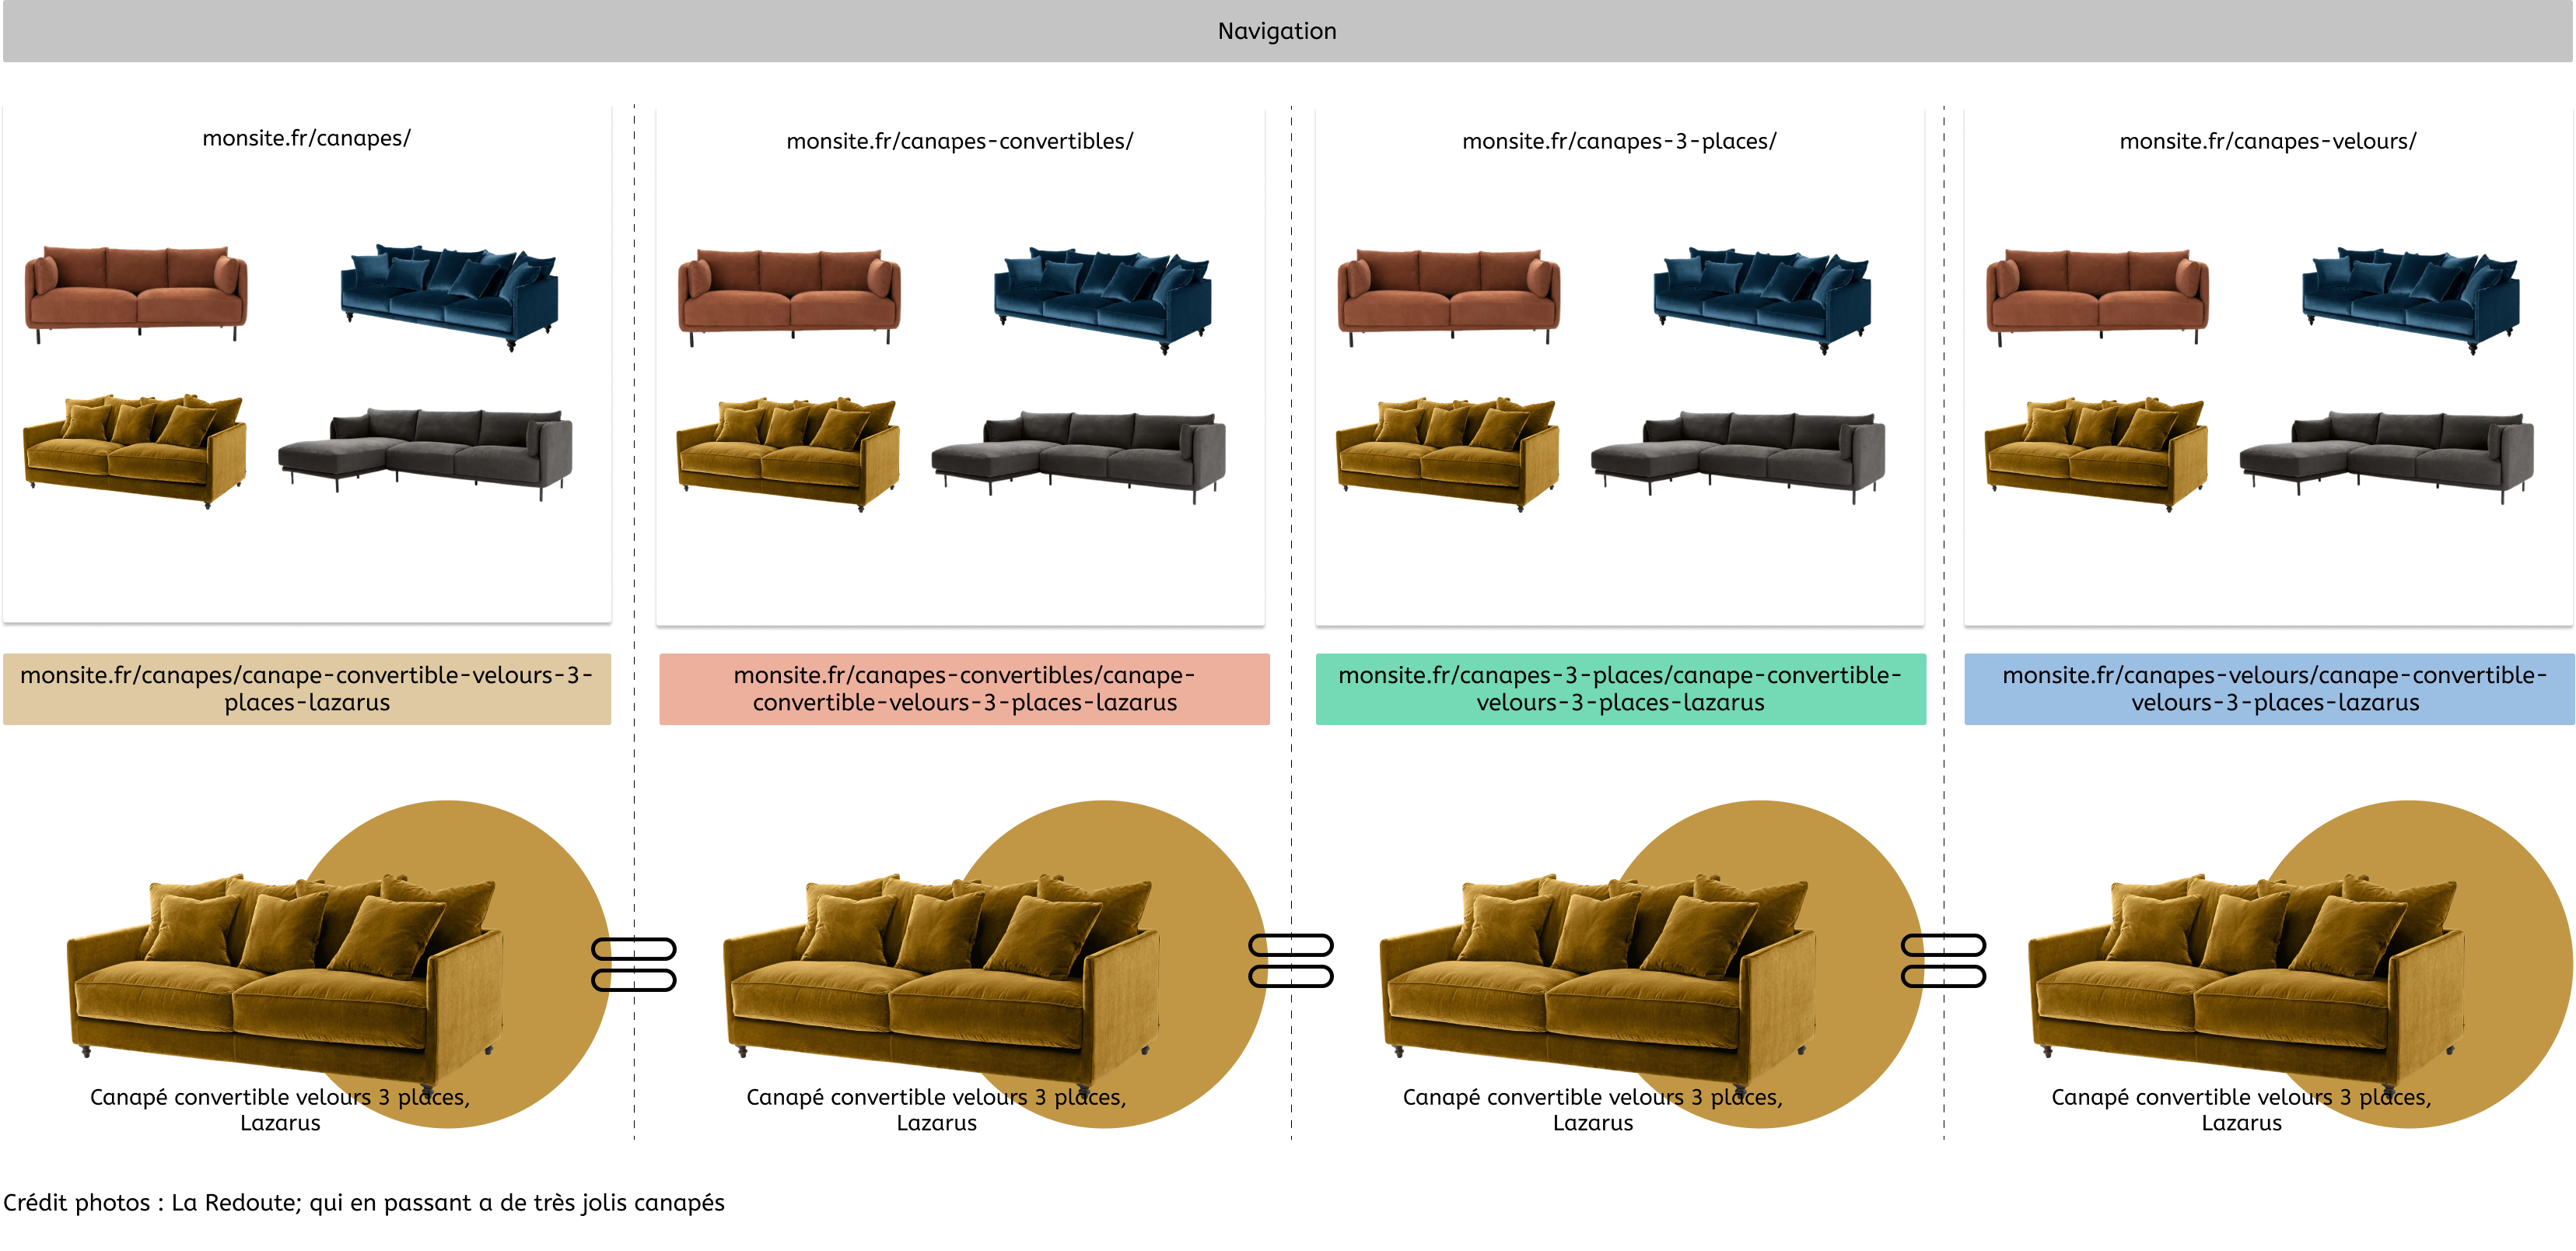 Navigation
monsite.fr/canapes/
monsite.fr/canapes-convertibles/
monsite.fr/canapes-3-places/
monsite.fr/canapes-velours/
monsite.fr/canapes/canape-convertible-velours-3-
places-lazarus
monsite.fr/canapes-convertibles/canape-
convertible-velours-3-places-lazarus
monsite.fr/canapes-3-places/canape-convertible-
velours-3-places-lazarus
monsite.fr/canapes-velours/canape-convertible-
velours-3-places-lazarus
Canapé convertible velours 3 places,
Lazarus
Canapé convertible velours 3 places,
Lazarus
Canapé convertible velours 3 places,
Lazarus
Canapé convertible velours 3 places,
Lazarus
Crédit photos : La Redoute; qui en passant a de très jolis canapés